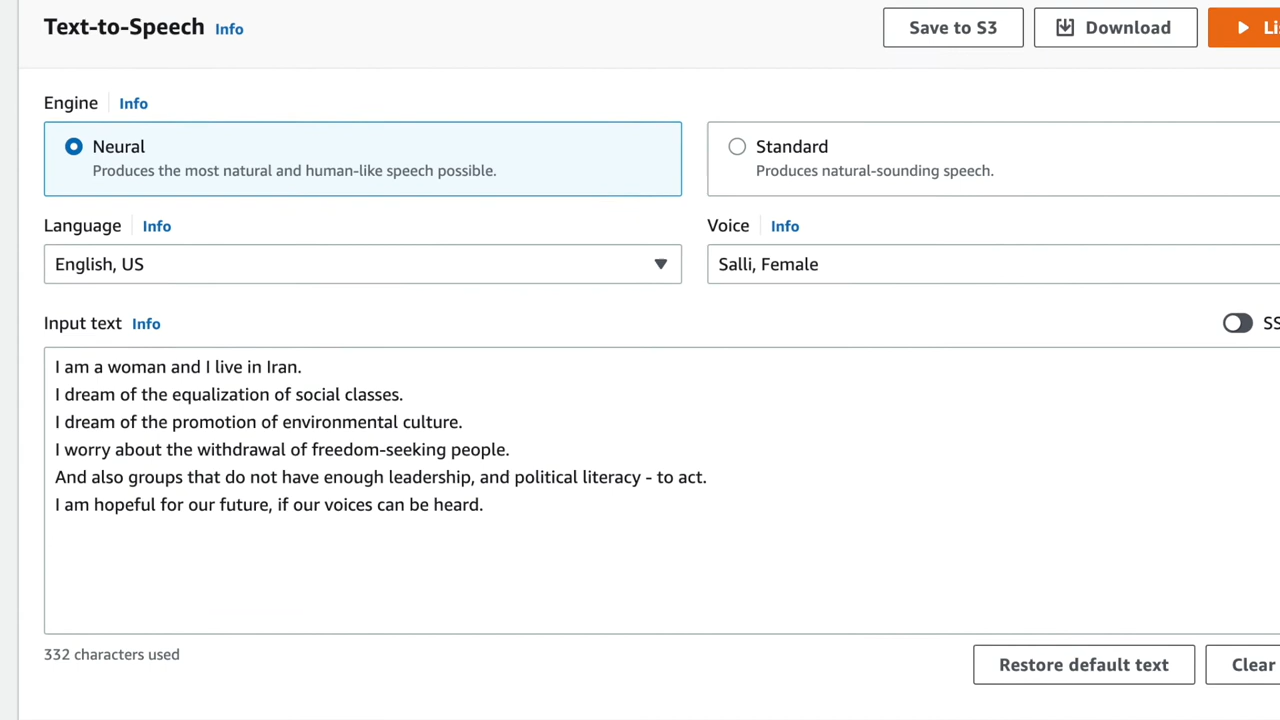 Text-to-Speech Info
Save to S3
Download
Engine Info
Neural
Produces the most natural and human-like speech possible.
Standard
Produces natural-sounding speech.
Language Info
English, US
Voice Info
Salli, Female
Input text Info
I am a woman and I live in Iran.
I dream of the equalization of social classes.
I dream of the promotion of environmental culture.
I worry about the withdrawal of freedom-seeking people.
And also groups that do not have enough leadership, and political literacy - to act.
I am hopeful for our future, if our voices can be heard.
332 characters used
Restore default text
Clear